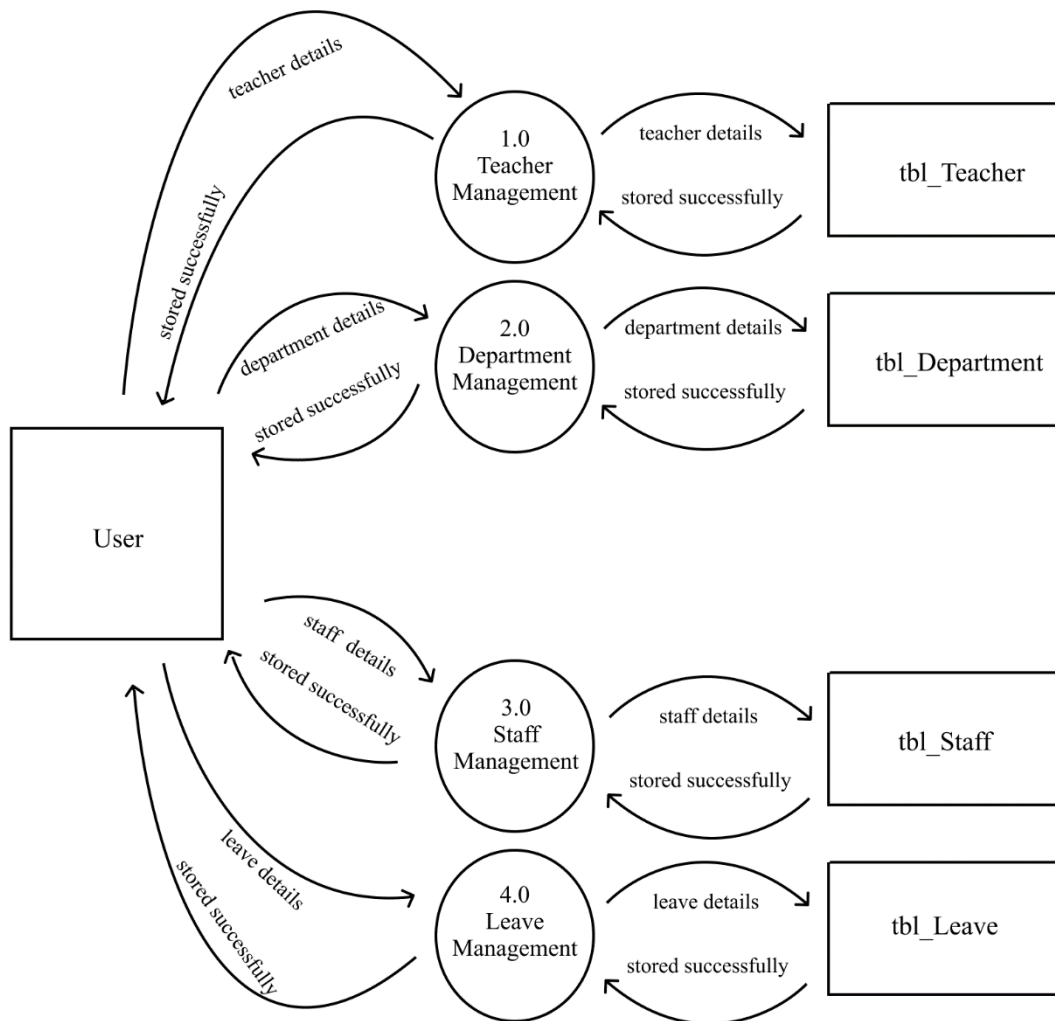 teacher details
stored successfully
1.0
Teacher
Management
teacher details
stored successfully
tbl_Teacher
department details
stored successfully
2.0
Department
Management
department details
stored successfully
tbl_Department
User
staff details
stored successfully
3.0
Staff
Management
staff details
stored successfully
tbl_Staff
leave details
stored successfully
4.0
Leave
Management
leave details
stored successfully
tbl_Leave